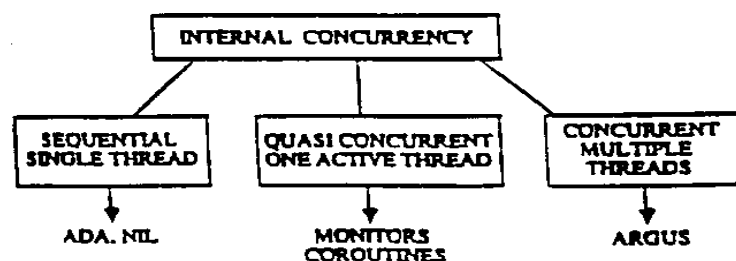 INTERNAL CONCURRENCY
SEQUENTIAL
SINGLE THREAD
QUASI CONCURRENT
ONE ACTIVE THREAD
CONCURRENT
MULTIPLE
THREADS
ADA, NIL
MONITORS
COROUTINES
ARGUS